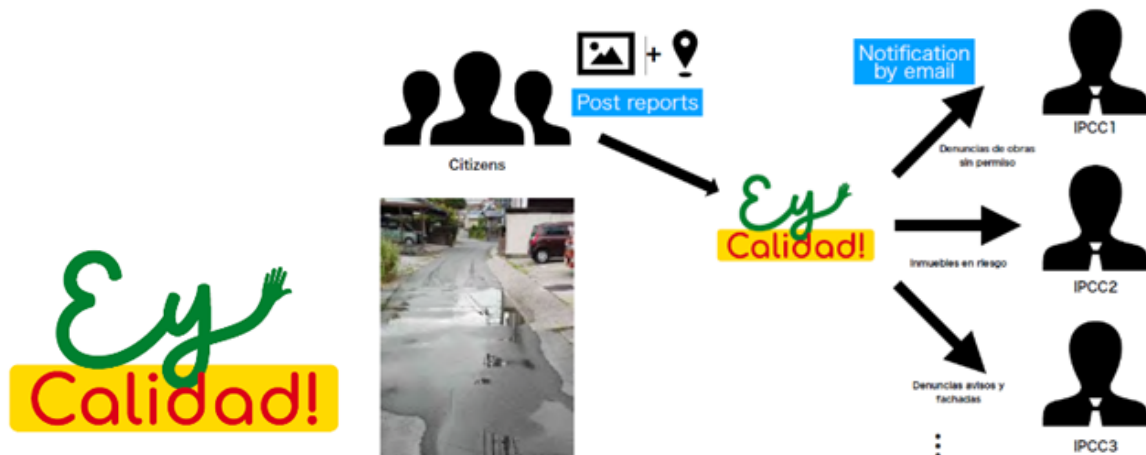 Ey
Calidad!
Citizens
+
Post reports
Ey
Calidad!
Notification
by email
Denuncias de obras
sin permiso
Inmuebles en riesgo
Denuncias avisos y
fachadas
IPCC1
IPCC2
IPCC3